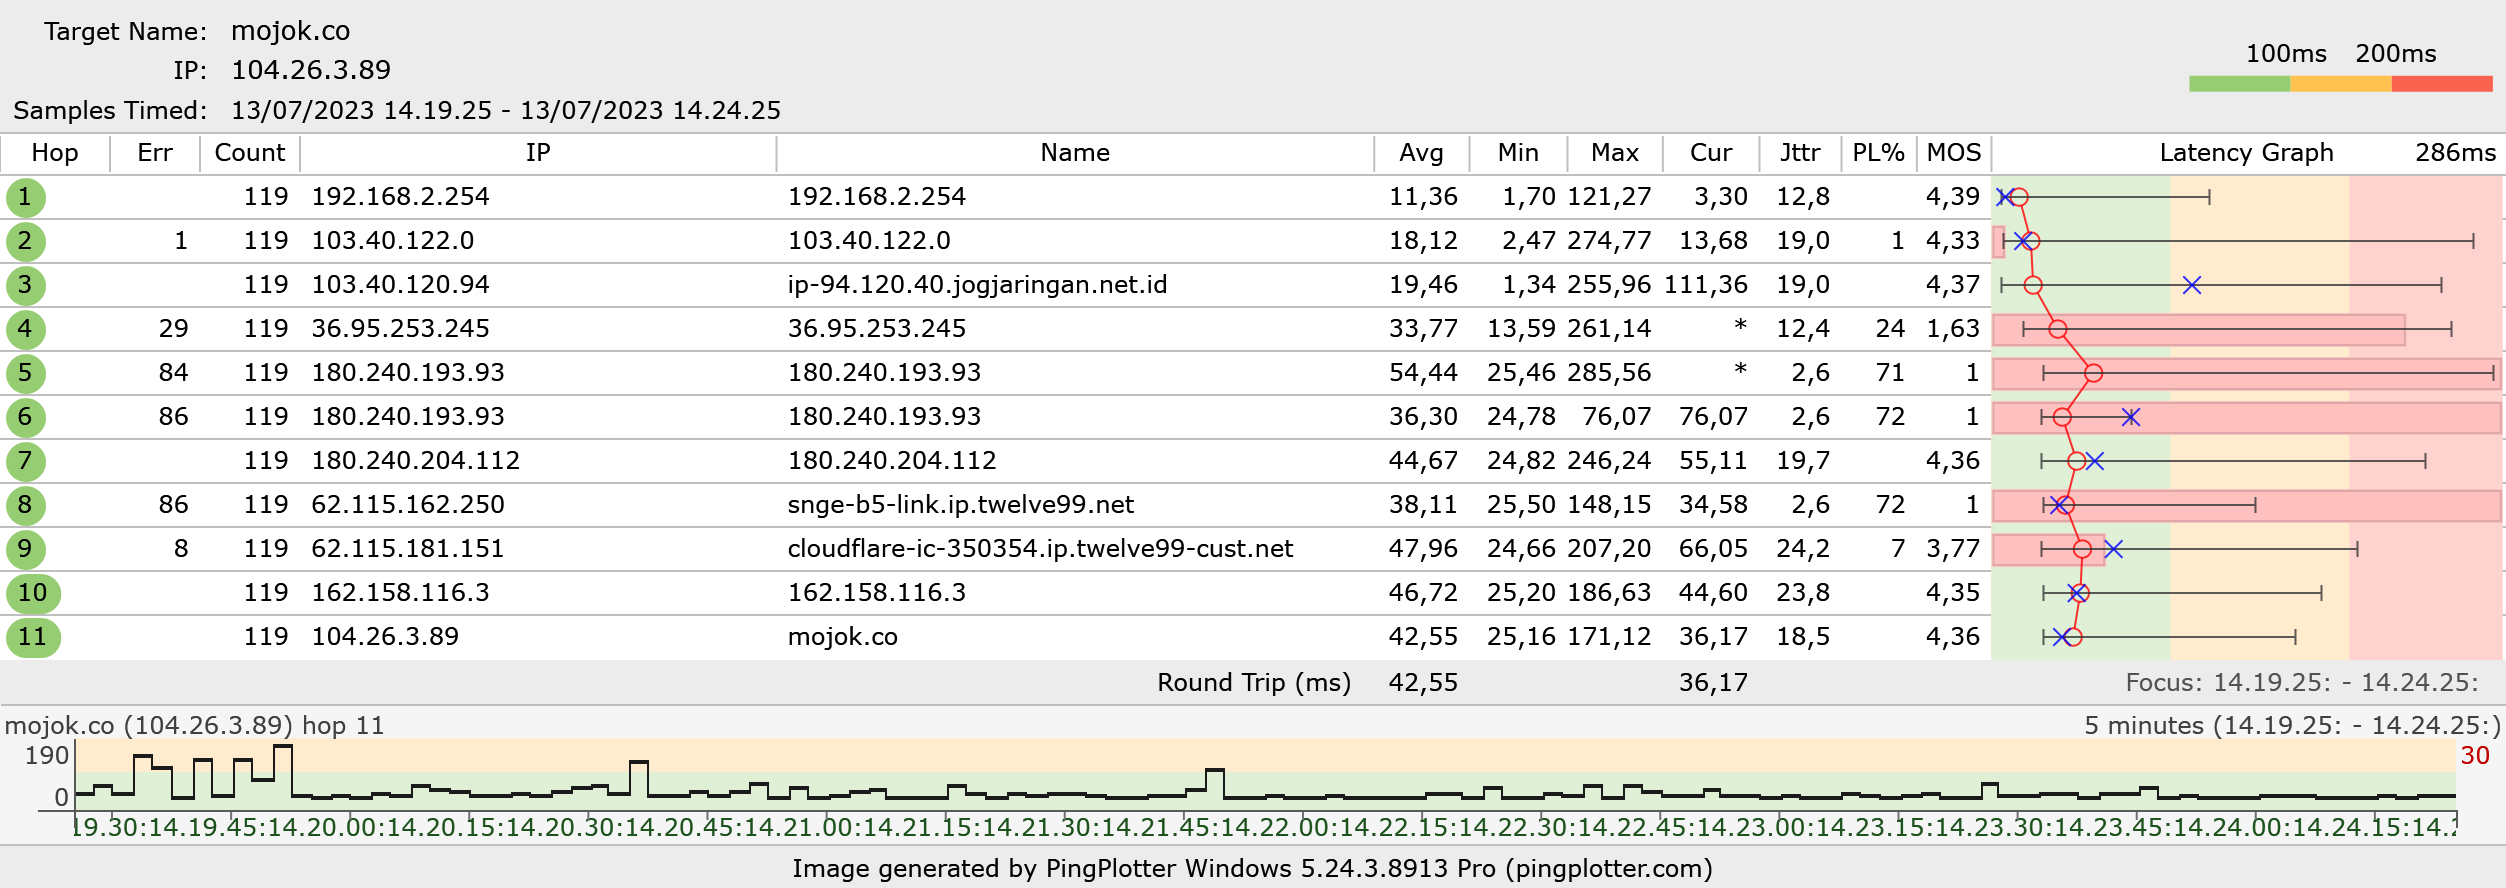 Target Name: mojok.co
IP: 104.26.3.89
Samples Timed: 13/07/2023 14.19.25 - 13/07/2023 14.24.25
100ms 200ms
Hop Err Count IP Name Avg Min Max Cur Jttr PL% MOS Latency Graph 286ms
1 119 192.168.2.254 192.168.2.254 11,36 1,70 121,27 3,30 12,8 4,39
2 1 119 103.40.122.0 103.40.122.0 18,12 2,47 274,77 13,68 19,0 1 4,33
3 119 103.40.120.94 ip-94.120.40.jogjaringan.net.id 19,46 1,34 255,96 111,36 19,0 4,37
4 29 119 36.95.253.245 36.95.253.245 33,77 13,59 261,14 * 12,4 24 1,63
5 84 119 180.240.193.93 180.240.193.93 54,44 25,46 285,56 * 2,6 71 1
6 86 119 180.240.193.93 180.240.193.93 36,30 24,78 76,07 76,07 2,6 72 1
7 119 180.240.204.112 180.240.204.112 44,67 24,82 246,24 55,11 19,7 4,36
8 86 119 62.115.162.250 snge-b5-link.ip.twelve99.net 38,11 25,50 148,15 34,58 2,6 72 1
9 8 119 62.115.181.151 cloudflare-ic-350354.ip.twelve99-cust.net 47,96 24,66 207,20 66,05 24,2 7 3,77
10 119 162.158.116.3 162.158.116.3 46,72 25,20 186,63 44,60 23,8 4,35
11 119 104.26.3.89 mojok.co 42,55 25,16 171,12 36,17 18,5 4,36
Round Trip (ms) 42,55 36,17 Focus: 14.19.25: - 14.24.25:
mojok.co (104.26.3.89) hop 11 5 minutes (14.19.25: - 14.24.25:)
190 30
0
19.30:14.19.45:14.20.00:14.20.15:14.20.30:14.20.45:14.21.00:14.21.15:14.21.30:14.21.45:14.22.00:14.22.15:14.22.30:14.22.45:14.23.00:14.23.15:14.23.30:14.23.45:14.24.00:14.24.15:14.
Image generated by PingPlotter Windows 5.24.3.8913 Pro (pingplotter.com)